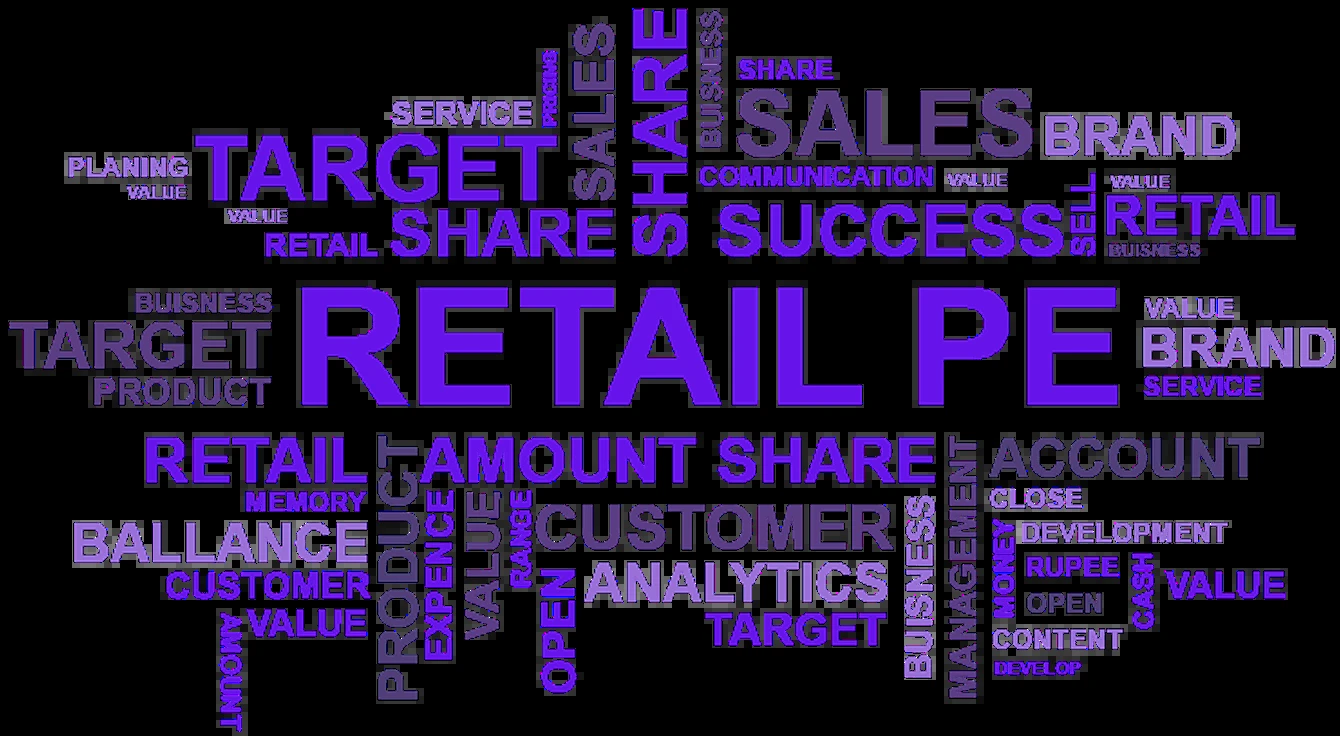 SHARE
SALES
BUISNESS
SHARE
PRICING
SERVICE
SALES
BRAND
TARGET
PLANING
VALUE
COMMUNICATION
VALUE
SELL
VALUE
RETAIL
VALUE
SHARE
SUCCESS
RETAIL
BUISNESS
BUISNESS
TARGET
PRODUCT
RETAIL PE
VALUE
BRAND
SERVICE
RETAIL
PRODUCT
AMOUNT SHARE
MANAGEMENT
ACCOUNT
MEMORY
EXPENCE
VALUE
RANGE
CLOSE
BALLANCE
CUSTOMER
BUISNESS
MONEY
DEVELOPMENT
CUSTOMER
OPEN
ANALYTICS
RUPEE
CASH
VALUE
OPEN
AMOUNT
VALUE
TARGET
CONTENT
DEVELOP